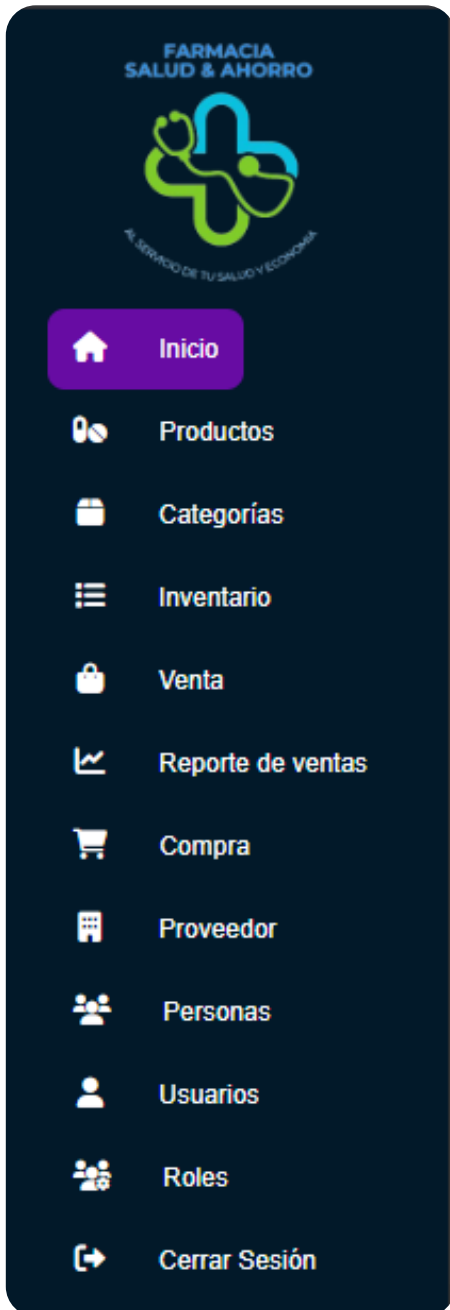 FARMACIA
SALUD & AHORRO
AL SERVICIO DE TU SALUD Y ECONOMIA
Inicio
Productos
Categorías
Inventario
Venta
Reporte de ventas
Compra
Proveedor
Personas
Usuarios
Roles
Cerrar Sesión